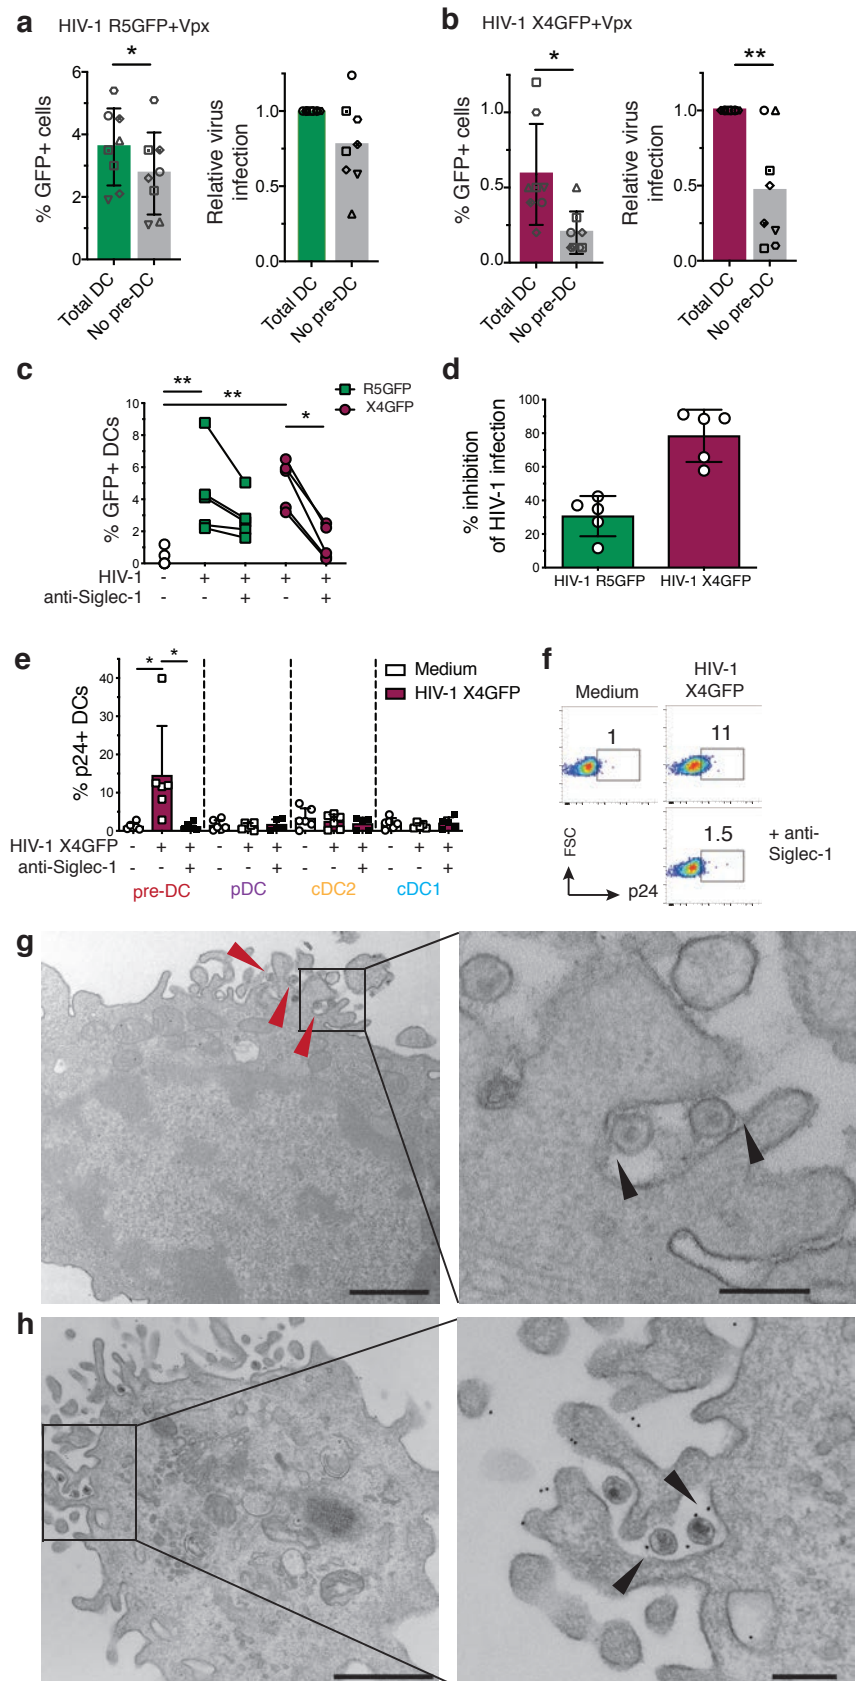 a
HIV-1 R5GFP+Vpx
*
% GFP+ cells
6
4
2
0
Total DC
No pre-DC
Relative virus
infection
1.0
0.5
0.0
Total DC
No pre-DC
b
HIV-1 X4GFP+Vpx
*
% GFP+ cells
1.0
0.5
0.0
Total DC
No pre-DC
**
Relative virus
infection
1.0
0.5
0.0
Total DC
No pre-DC
c
R5GFP
X4GFP
**
**
*
% GFP+ DCs
10
8
6
4
2
0
HIV-1 - + + + +
anti-Siglec-1 - - + - +
d
% inhibition
of HIV-1 infection
100
80
60
40
20
0
HIV-1 R5GFP HIV-1 X4GFP
e
Medium
HIV-1 X4GFP
* *
% p24+ DCs
40
30
20
10
0
HIV-1 X4GFP - + + - + + - + + - + +
anti-Siglec-1 - - + - - + - - + - - +
pre-DC pDC cDC2 cDC1
f
Medium
HIV-1
X4GFP
1
11
1.5
+ anti-
Siglec-1
FSC
p24
g
h